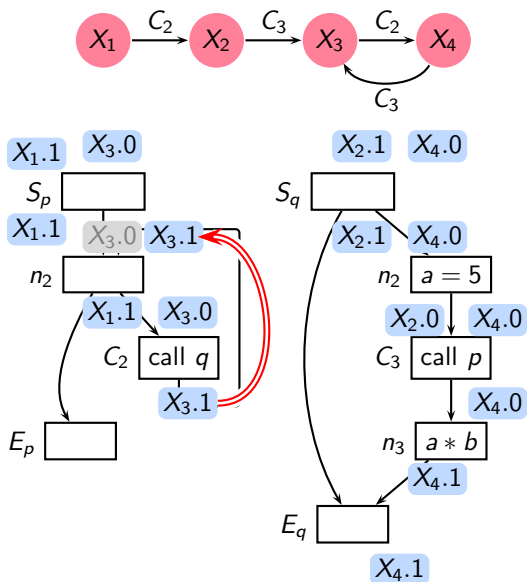 C₂ C₃ C₂
X₁ X₂ X₃ X₄
C₃
X₁.1 X₃.0 X₂.1 X₄.0
Sₚ S_q
X₁.1 X₃.0 X₃.1 X₂.1 X₄.0
n₂ n₂ a = 5
X₁.1 X₃.0 X₂.0 X₄.0
C₂ call q C₃ call p
X₃.1 X₄.0
Eₚ n₃ a ∗ b
X₄.1
E_q
X₄.1